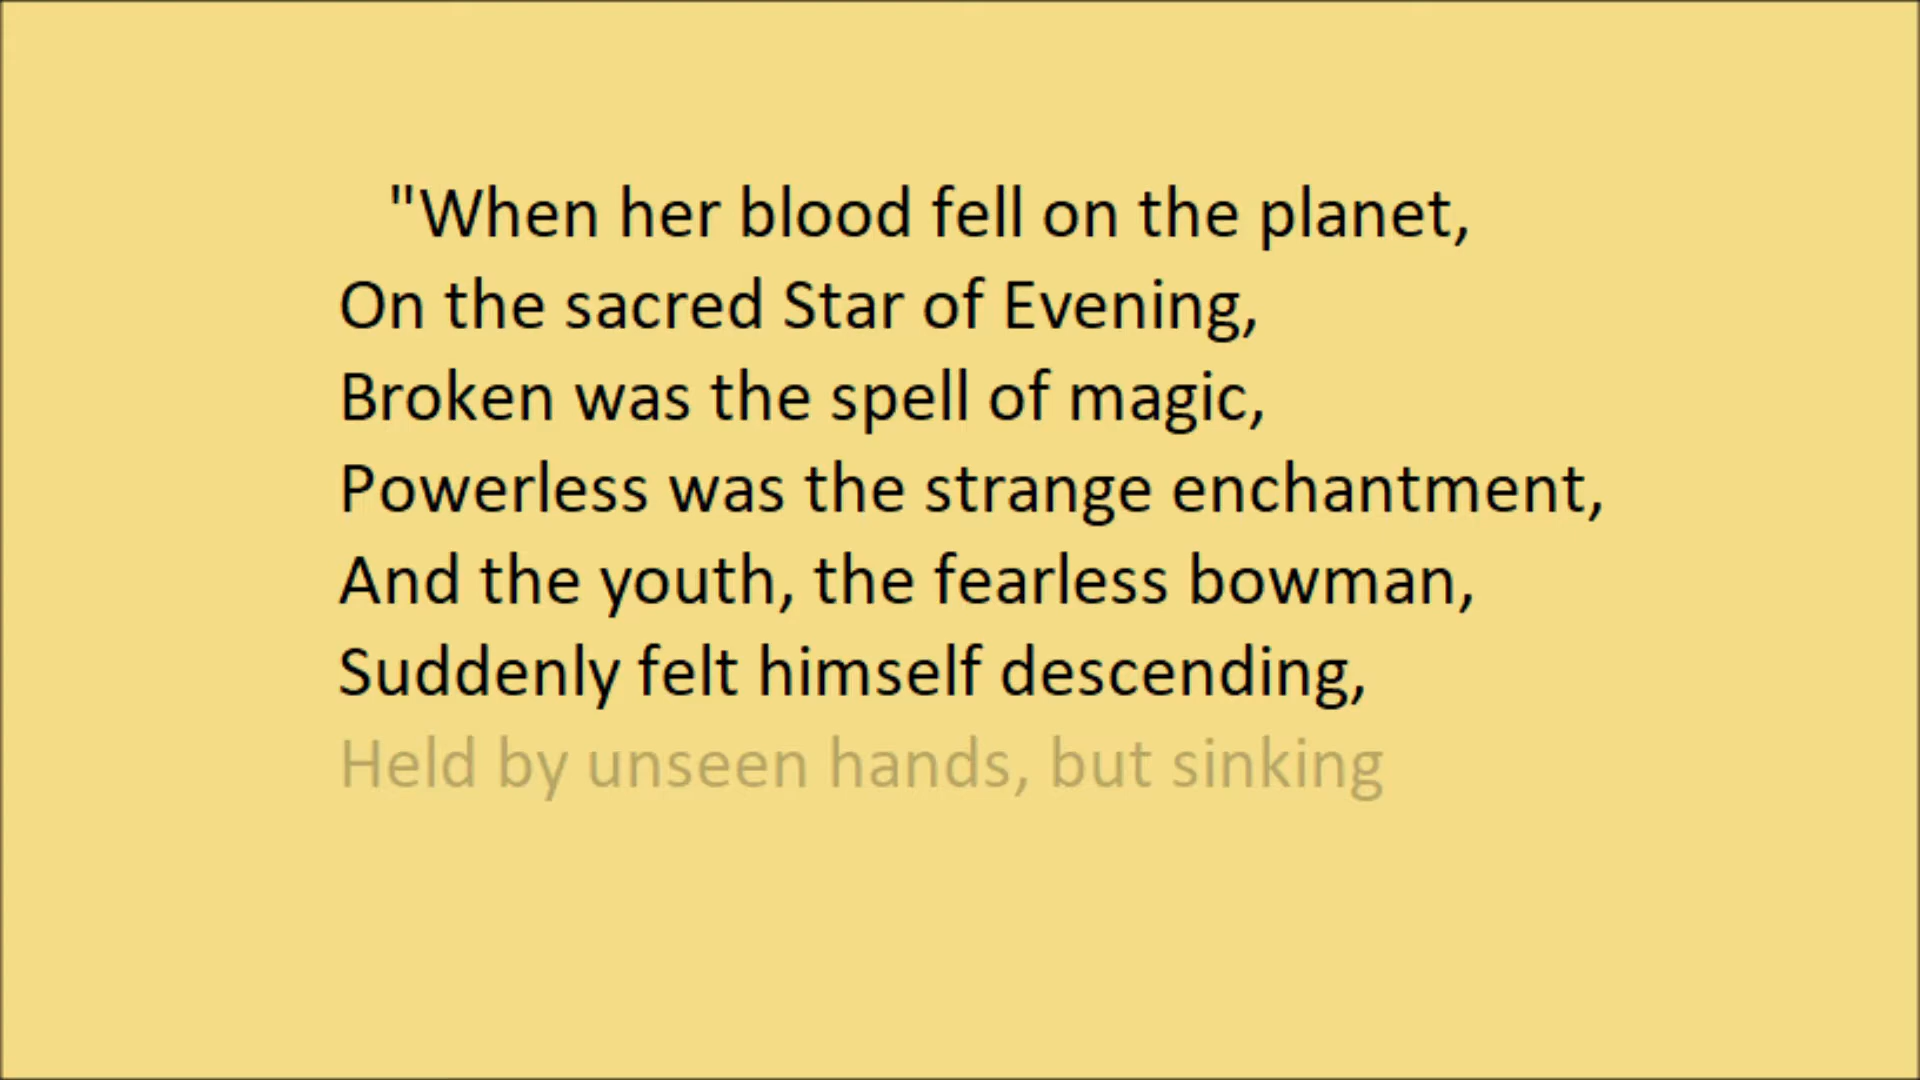 "When her blood fell on the planet,
On the sacred Star of Evening,
Broken was the spell of magic,
Powerless was the strange enchantment,
And the youth, the fearless bowman,
Suddenly felt himself descending,
Held by unseen hands, but sinking